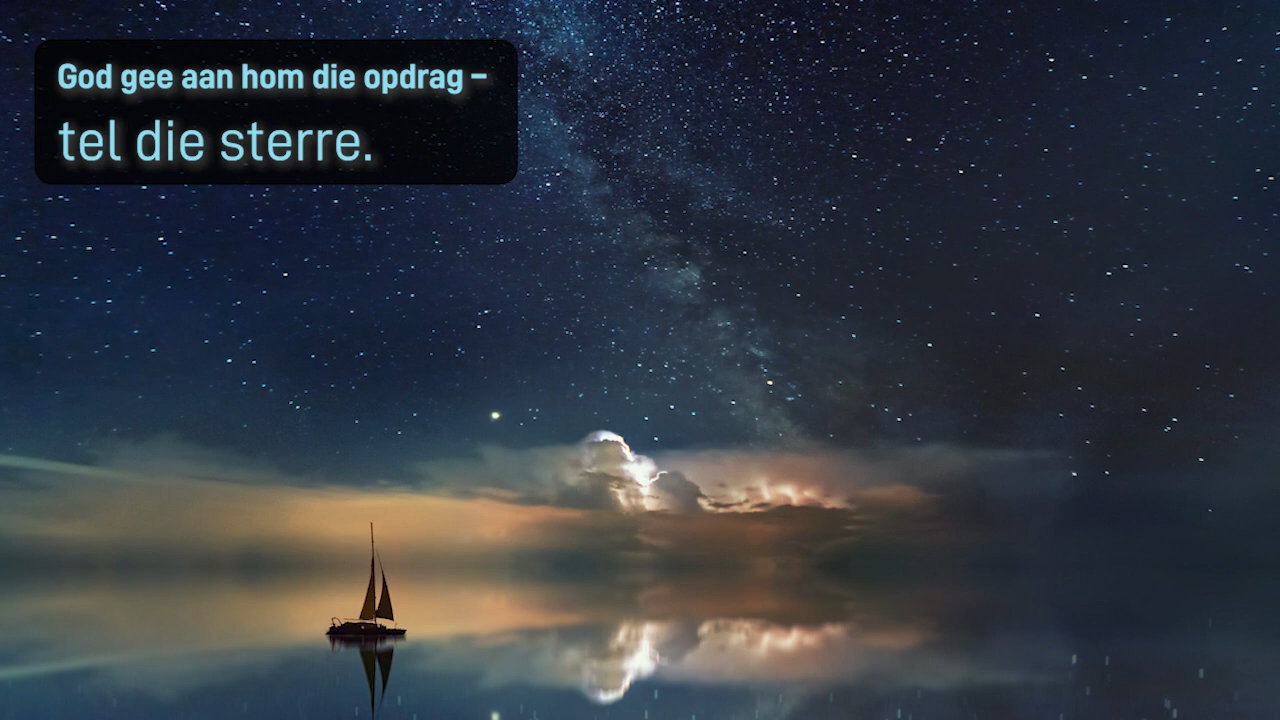 God gee aan hom die opdrag –
tel die sterre.